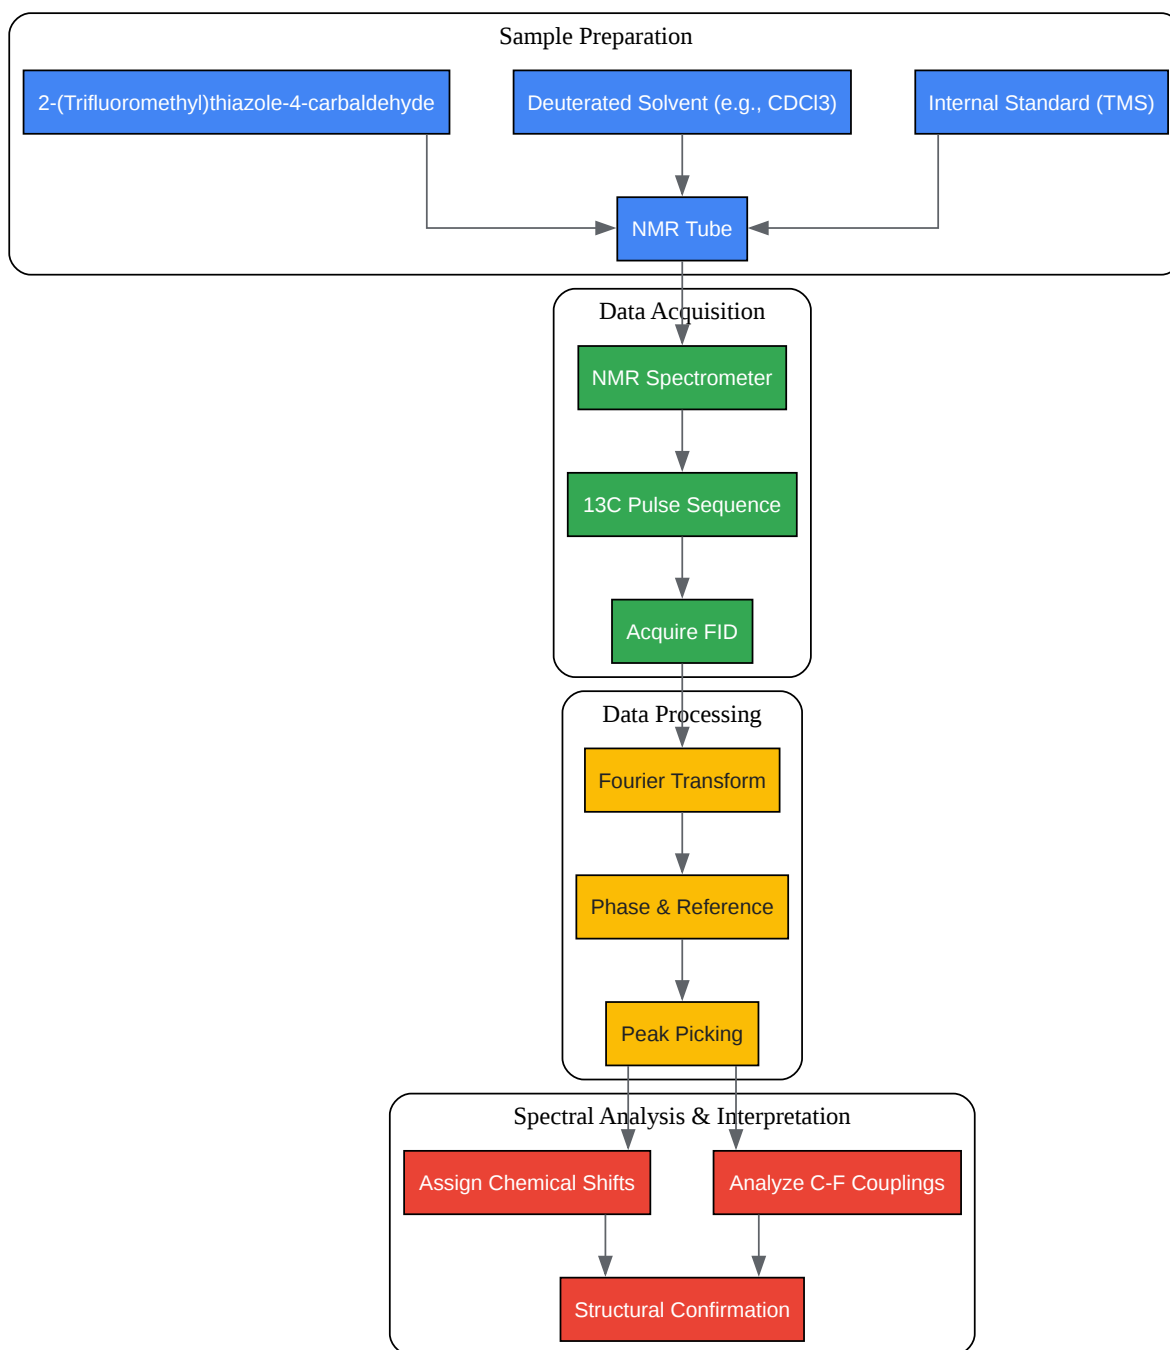 Sample Preparation
2-(Trifluoromethyl)thiazole-4-carbaldehyde
Deuterated Solvent (e.g., CDCl3)
Internal Standard (TMS)
NMR Tube
Data Acquisition
NMR Spectrometer
13C Pulse Sequence
Acquire FID
Data Processing
Fourier Transform
Phase & Reference
Peak Picking
Spectral Analysis & Interpretation
Assign Chemical Shifts
Analyze C-F Couplings
Structural Confirmation